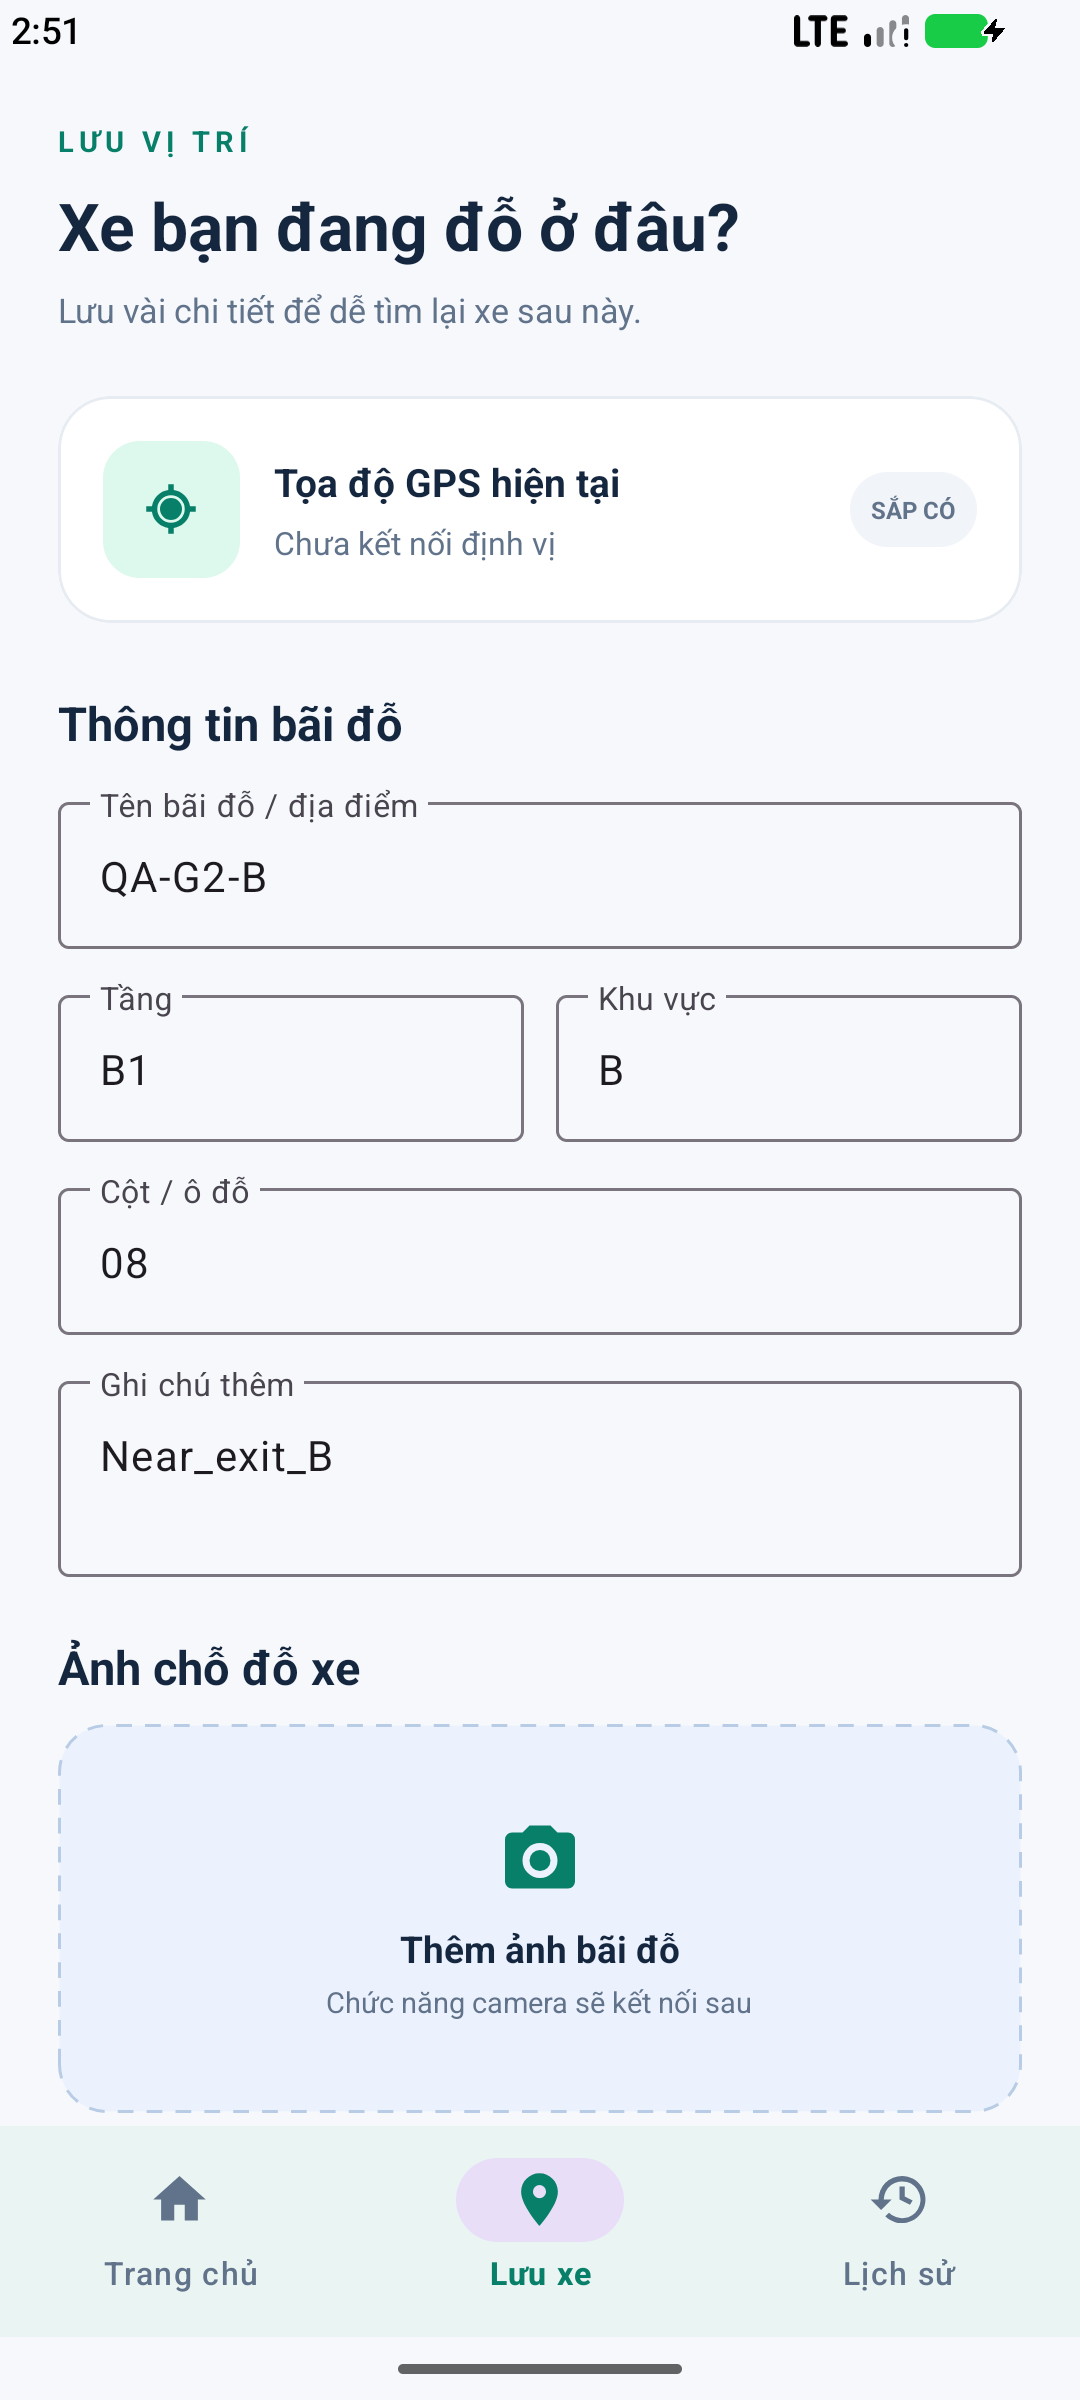 2:51
LTE
LƯU VỊ TRÍ
Xe bạn đang đỗ ở đâu?
Lưu vài chi tiết để dễ tìm lại xe sau này.
Tọa độ GPS hiện tại
Chưa kết nối định vị
SẮP CÓ
Thông tin bãi đỗ
Tên bãi đỗ / địa điểm
QA-G2-B
Tầng
B1
Khu vực
B
Cột / ô đỗ
08
Ghi chú thêm
Near_exit_B
Ảnh chỗ đỗ xe
Thêm ảnh bãi đỗ
Chức năng camera sẽ kết nối sau
Trang chủ
Lưu xe
Lịch sử